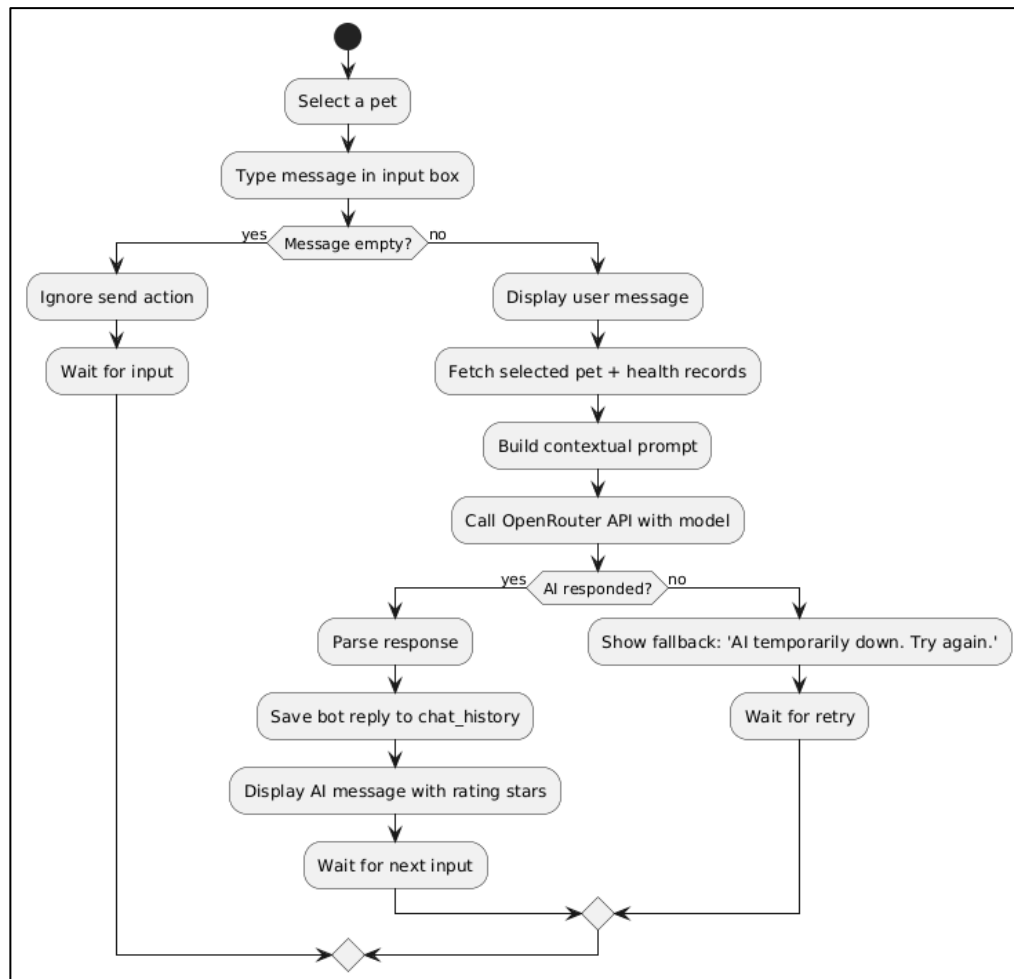 Select a pet
Type message in input box
yes
Message empty?
no
Ignore send action
Display user message
Wait for input
Fetch selected pet + health records
Build contextual prompt
Call OpenRouter API with model
yes
AI responded?
no
Parse response
Show fallback: 'AI temporarily down. Try again.'
Save bot reply to chat_history
Wait for retry
Display AI message with rating stars
Wait for next input